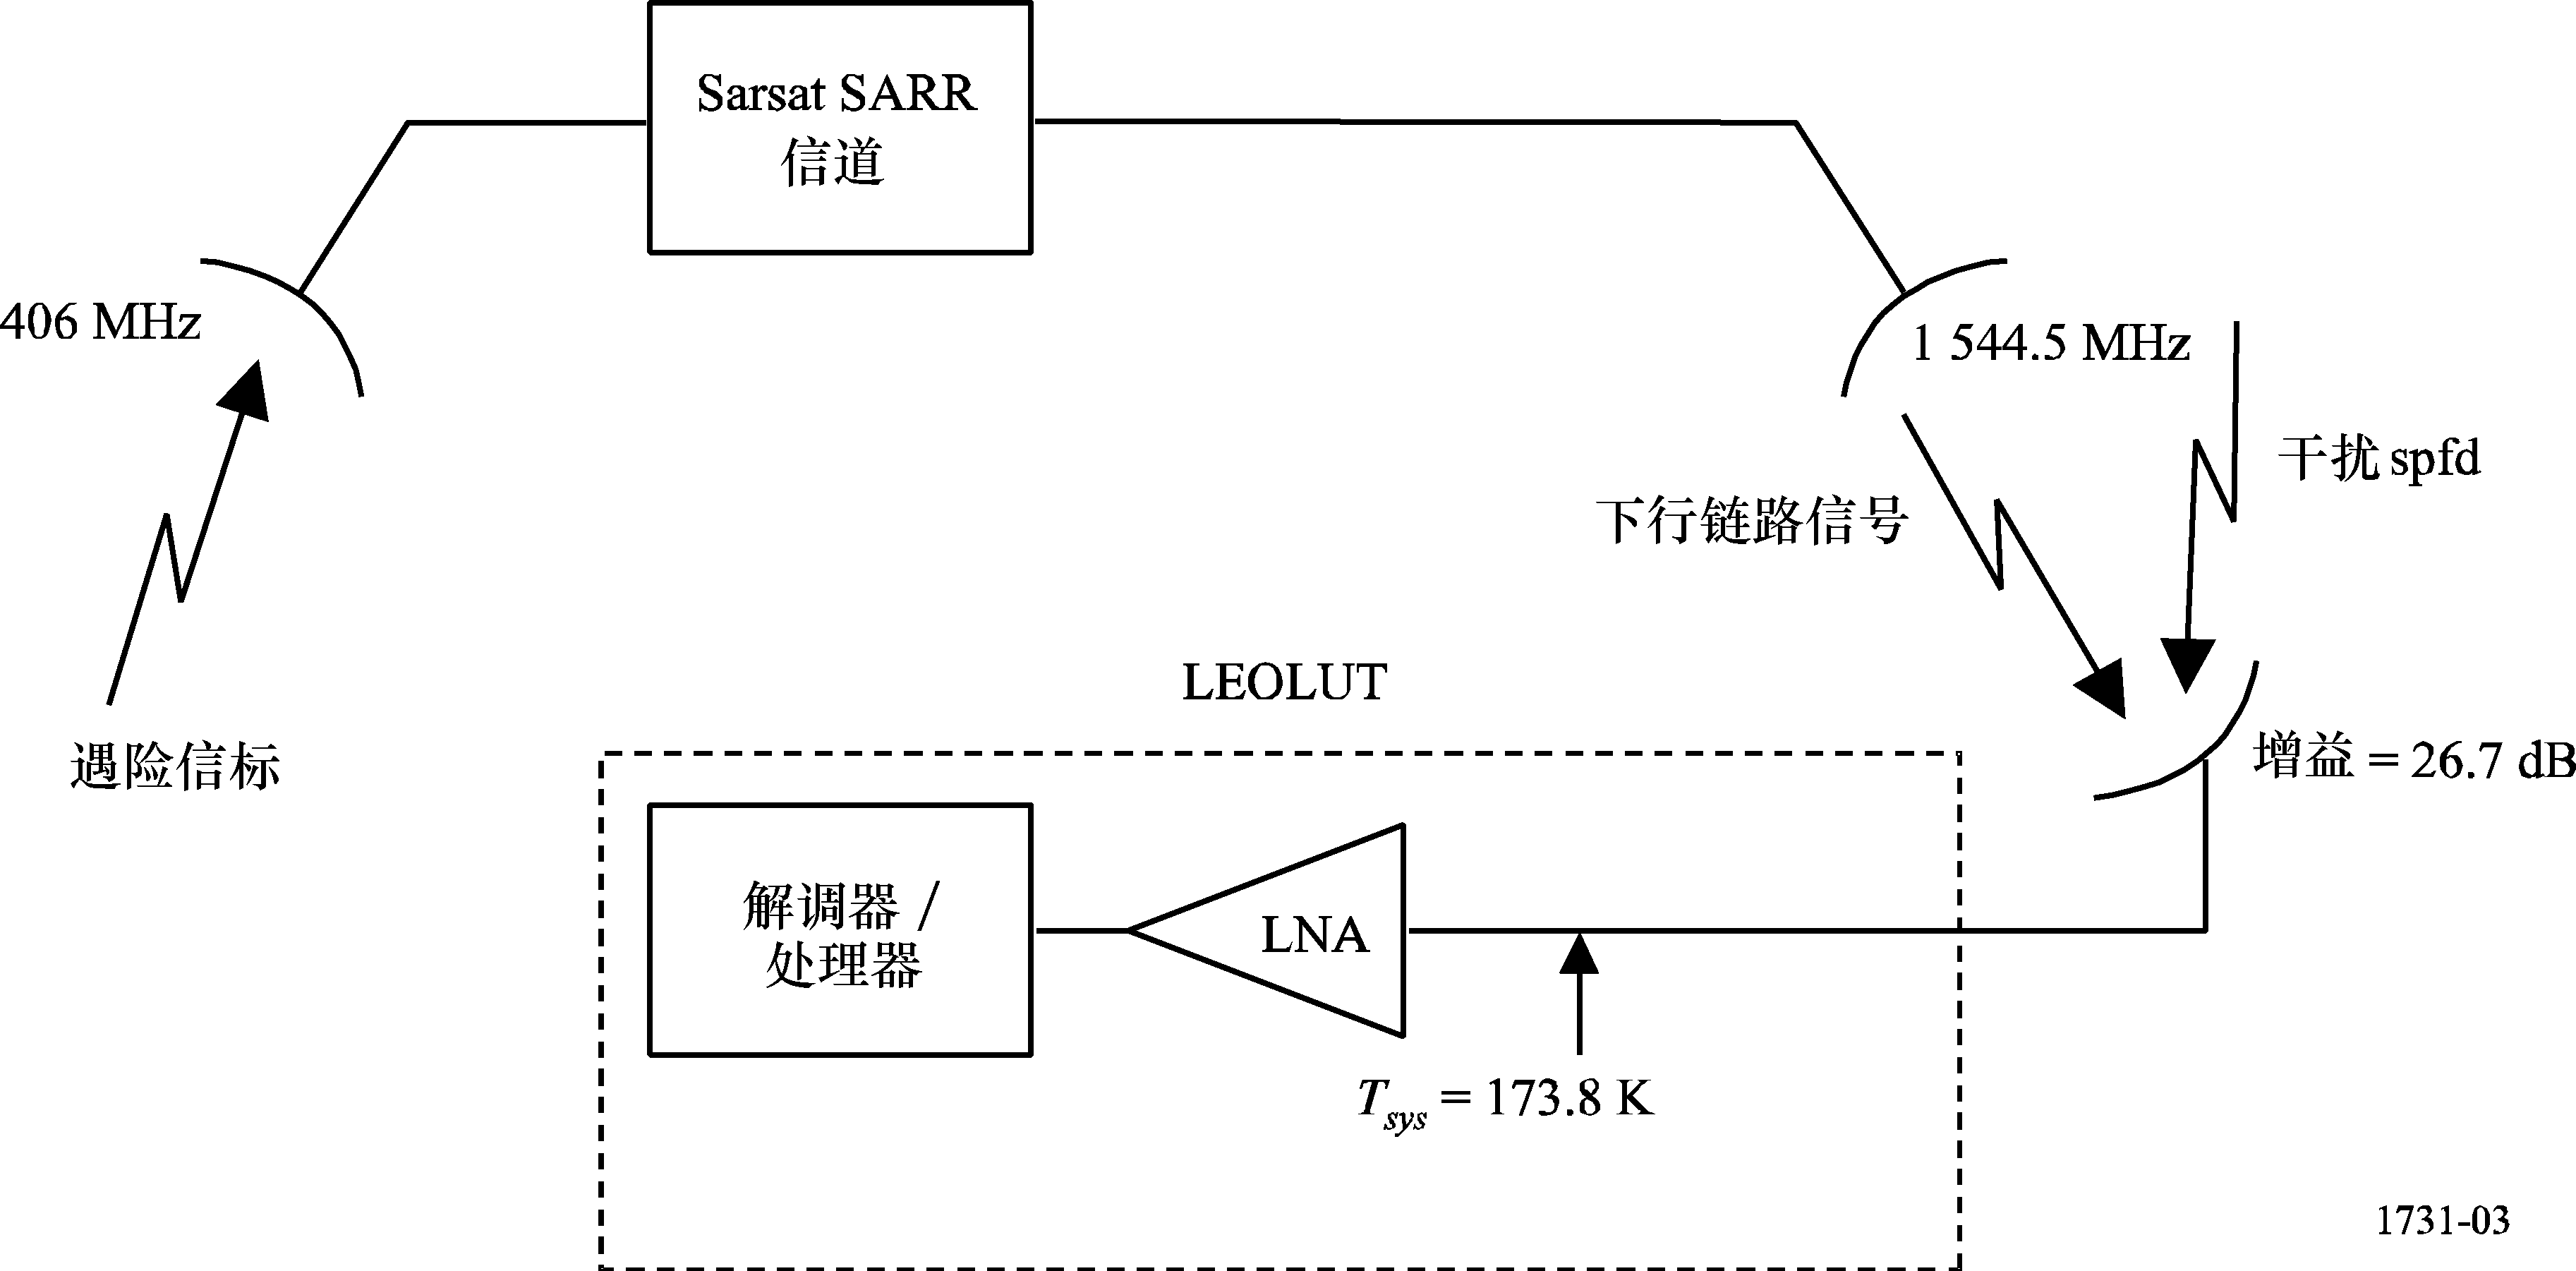 Sarsat SARR
信道
406 MHz
1 544.5 MHz
干扰 spfd
下行链路信号
LEOLUT
遇险信标
增益 = 26.7 dB
解调器 /
处理器
LNA
Tsys = 173.8 K
1731-03